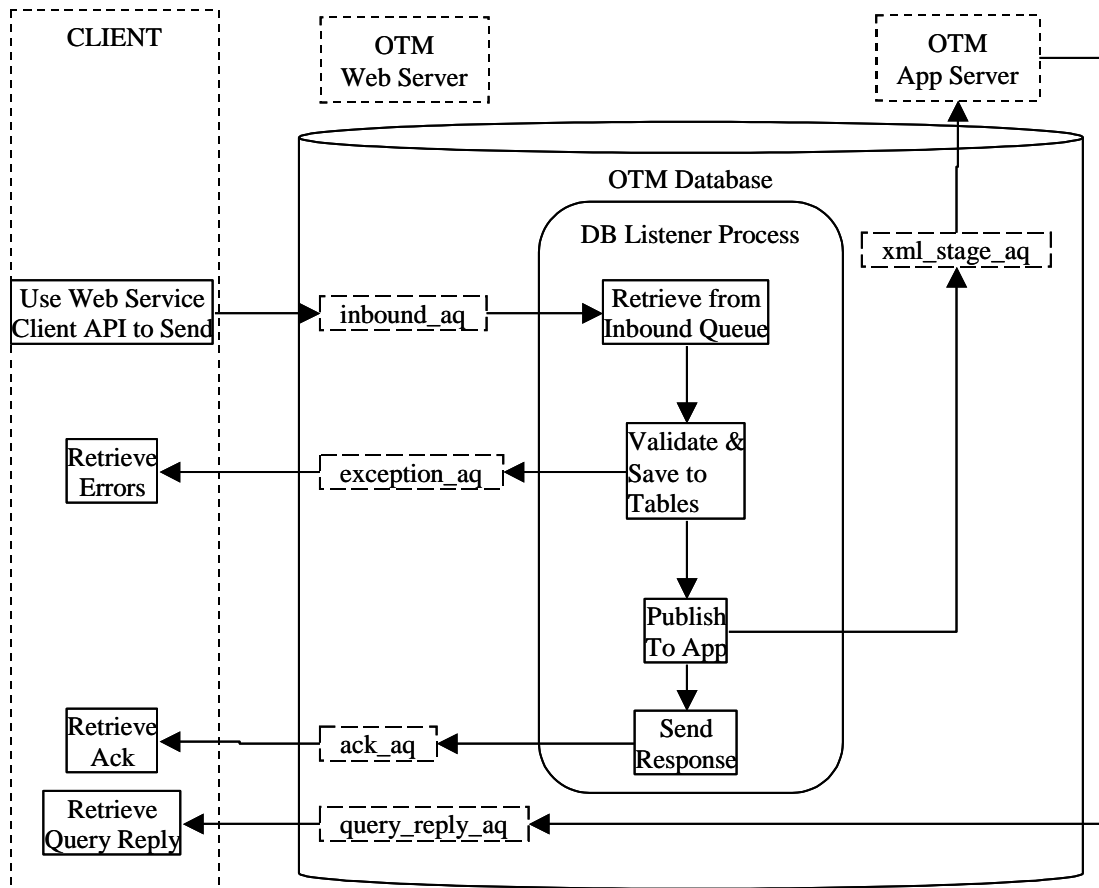 CLIENT
OTM
Web Server
OTM
App Server
OTM Database
DB Listener Process
xml_stage_aq
Use Web Service
Client API to Send
inbound_aq
Retrieve from
Inbound Queue
Retrieve
Errors
exception_aq
Validate &
Save to
Tables
Publish
To App
Retrieve
Ack
ack_aq
Send
Response
Retrieve
Query Reply
query_reply_aq